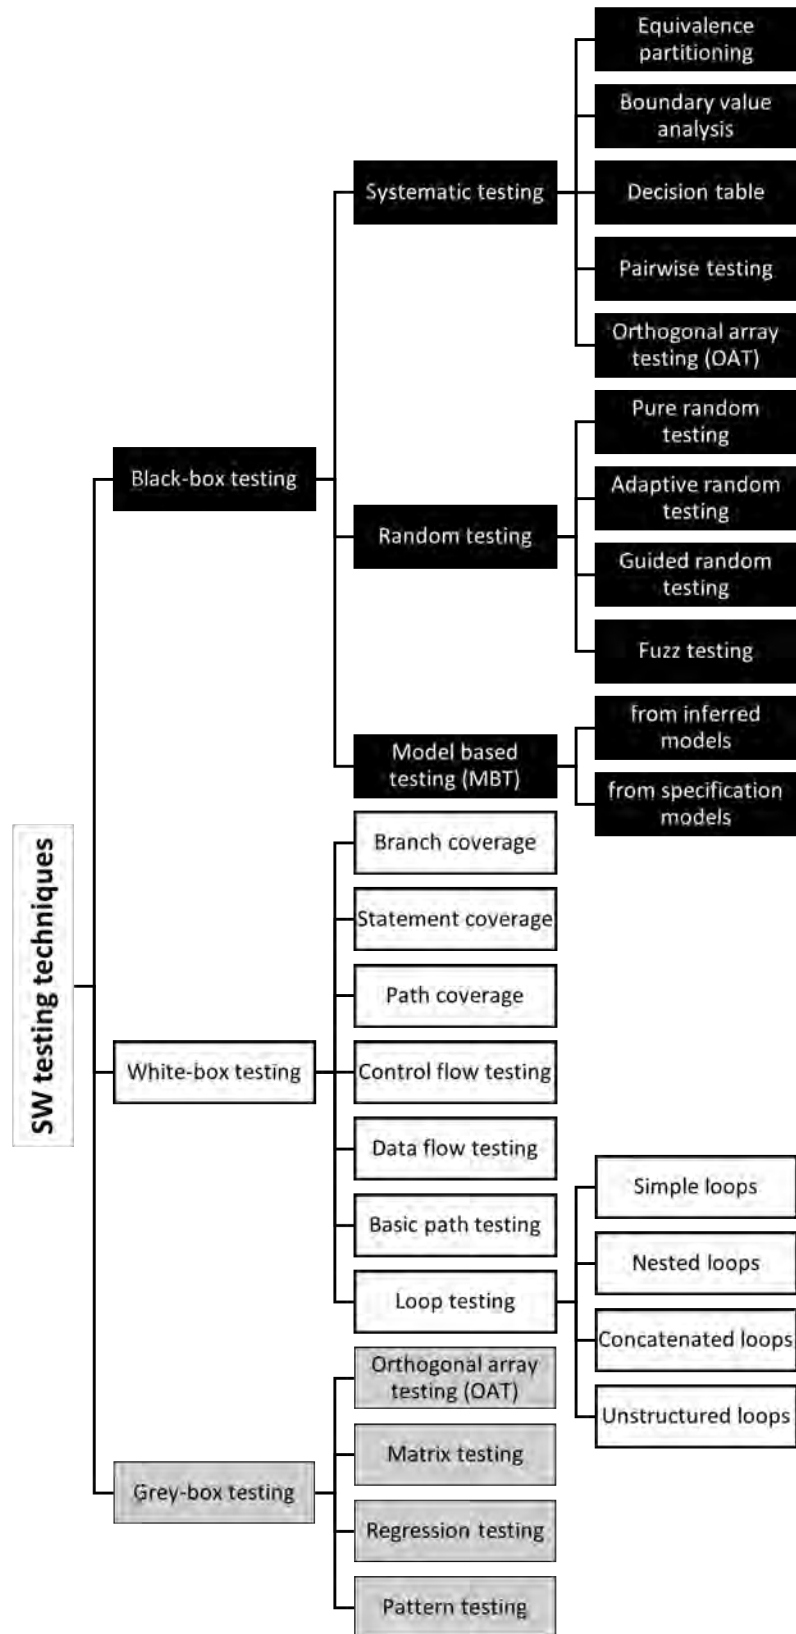 SW testing techniques
Black-box testing
Systematic testing
Equivalence
partitioning
Boundary value
analysis
Decision table
Pairwise testing
Orthogonal array
testing (OAT)
Random testing
Pure random
testing
Adaptive random
testing
Guided random
testing
Fuzz testing
Model based
testing (MBT)
from inferred
models
from specification
models
White-box testing
Branch coverage
Statement coverage
Path coverage
Control flow testing
Data flow testing
Basic path testing
Loop testing
Simple loops
Nested loops
Concatenated loops
Unstructured loops
Grey-box testing
Orthogonal array
testing (OAT)
Matrix testing
Regression testing
Pattern testing